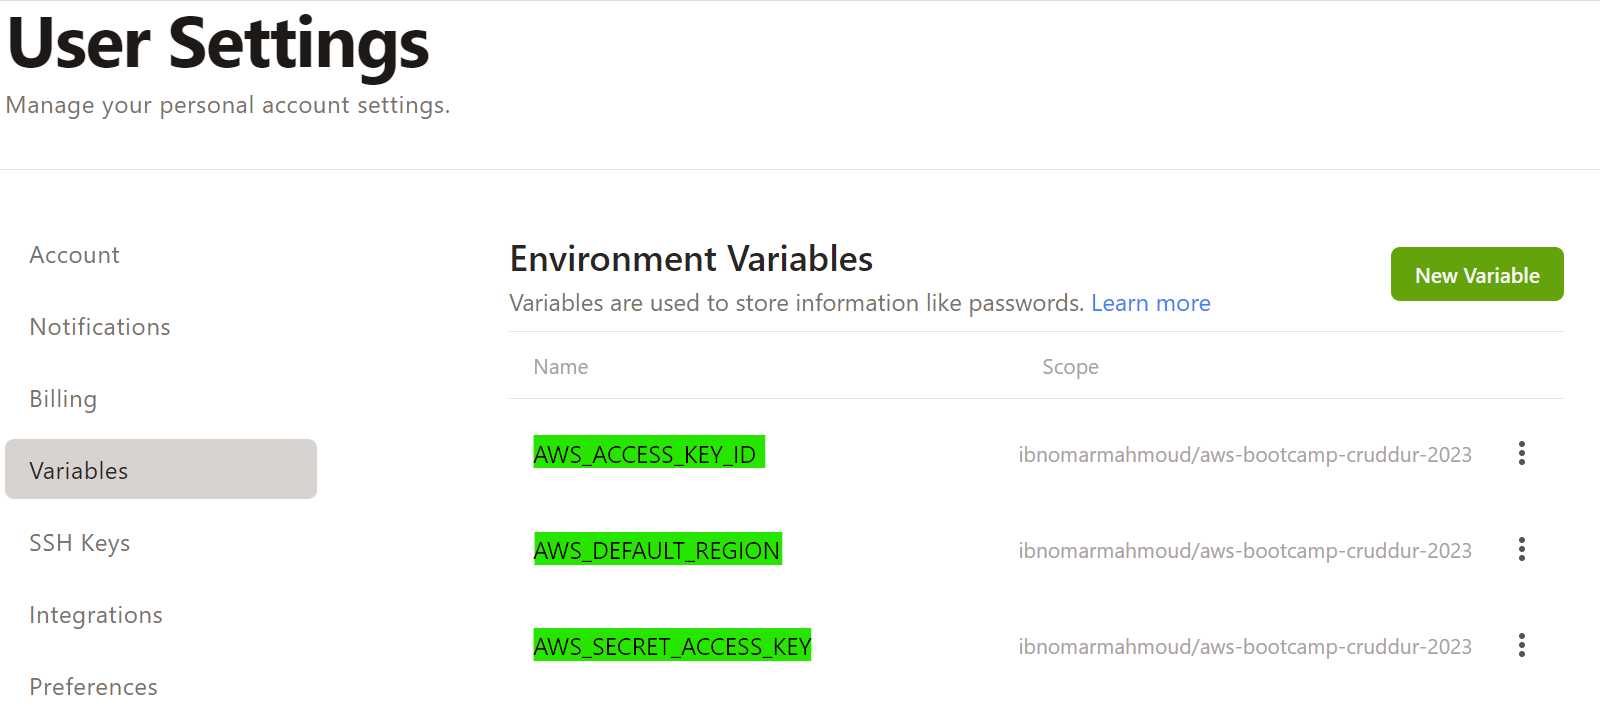 User Settings
Manage your personal account settings.
Account
Notifications
Billing
Variables
SSH Keys
Integrations
Preferences
Environment Variables
Variables are used to store information like passwords. Learn more
New Variable
Name Scope
AWS_ACCESS_KEY_ID ibnomarmahmoud/aws-bootcamp-cruddur-2023
AWS_DEFAULT_REGION ibnomarmahmoud/aws-bootcamp-cruddur-2023
AWS_SECRET_ACCESS_KEY ibnomarmahmoud/aws-bootcamp-cruddur-2023